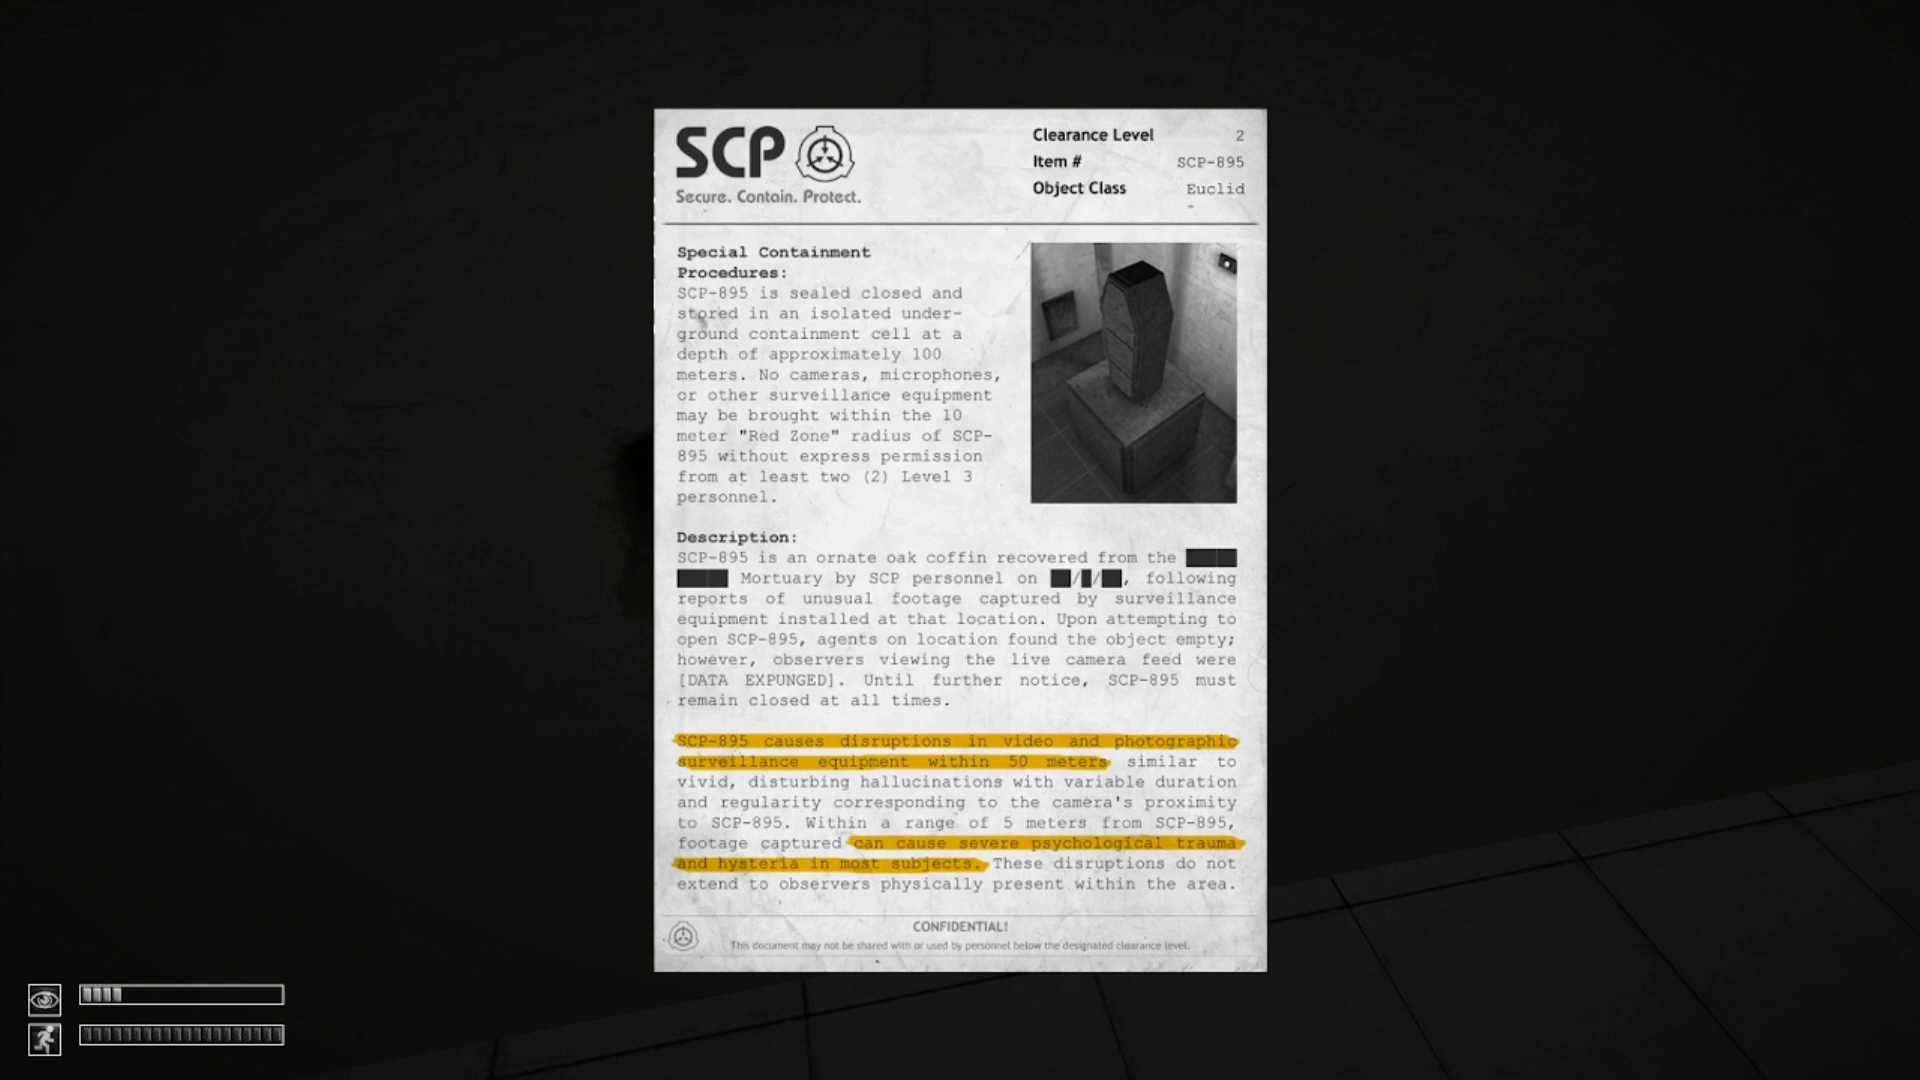 SCP
Secure. Contain. Protect.
Clearance Level 2
Item # SCP-895
Object Class Euclid
Special Containment
Procedures:
SCP-895 is sealed closed and
stored in an isolated under-
ground containment cell at a
depth of approximately 100
meters. No cameras, microphones,
or other surveillance equipment
may be brought within the 10
meter "Red Zone" radius of SCP-
895 without express permission
from at least two (2) Level 3
personnel.
Description:
SCP-895 is an ornate oak coffin recovered from the █████
█████ Mortuary by SCP personnel on ██/█/██, following
reports of unusual footage captured by surveillance
equipment installed at that location. Upon attempting to
open SCP-895, agents on location found the object empty;
however, observers viewing the live camera feed were
[DATA EXPUNGED]. Until further notice, SCP-895 must
remain closed at all times.
SCP-895 causes disruptions in video and photographic
surveillance equipment within 50 meters similar to
vivid, disturbing hallucinations with variable duration
and regularity corresponding to the camera's proximity
to SCP-895. Within a range of 5 meters from SCP-895,
footage captured can cause severe psychological trauma
and hysteria in most subjects. These disruptions do not
extend to observers physically present within the area.
CONFIDENTIAL!
This document may not be shared with or used by personnel below the designated clearance level.